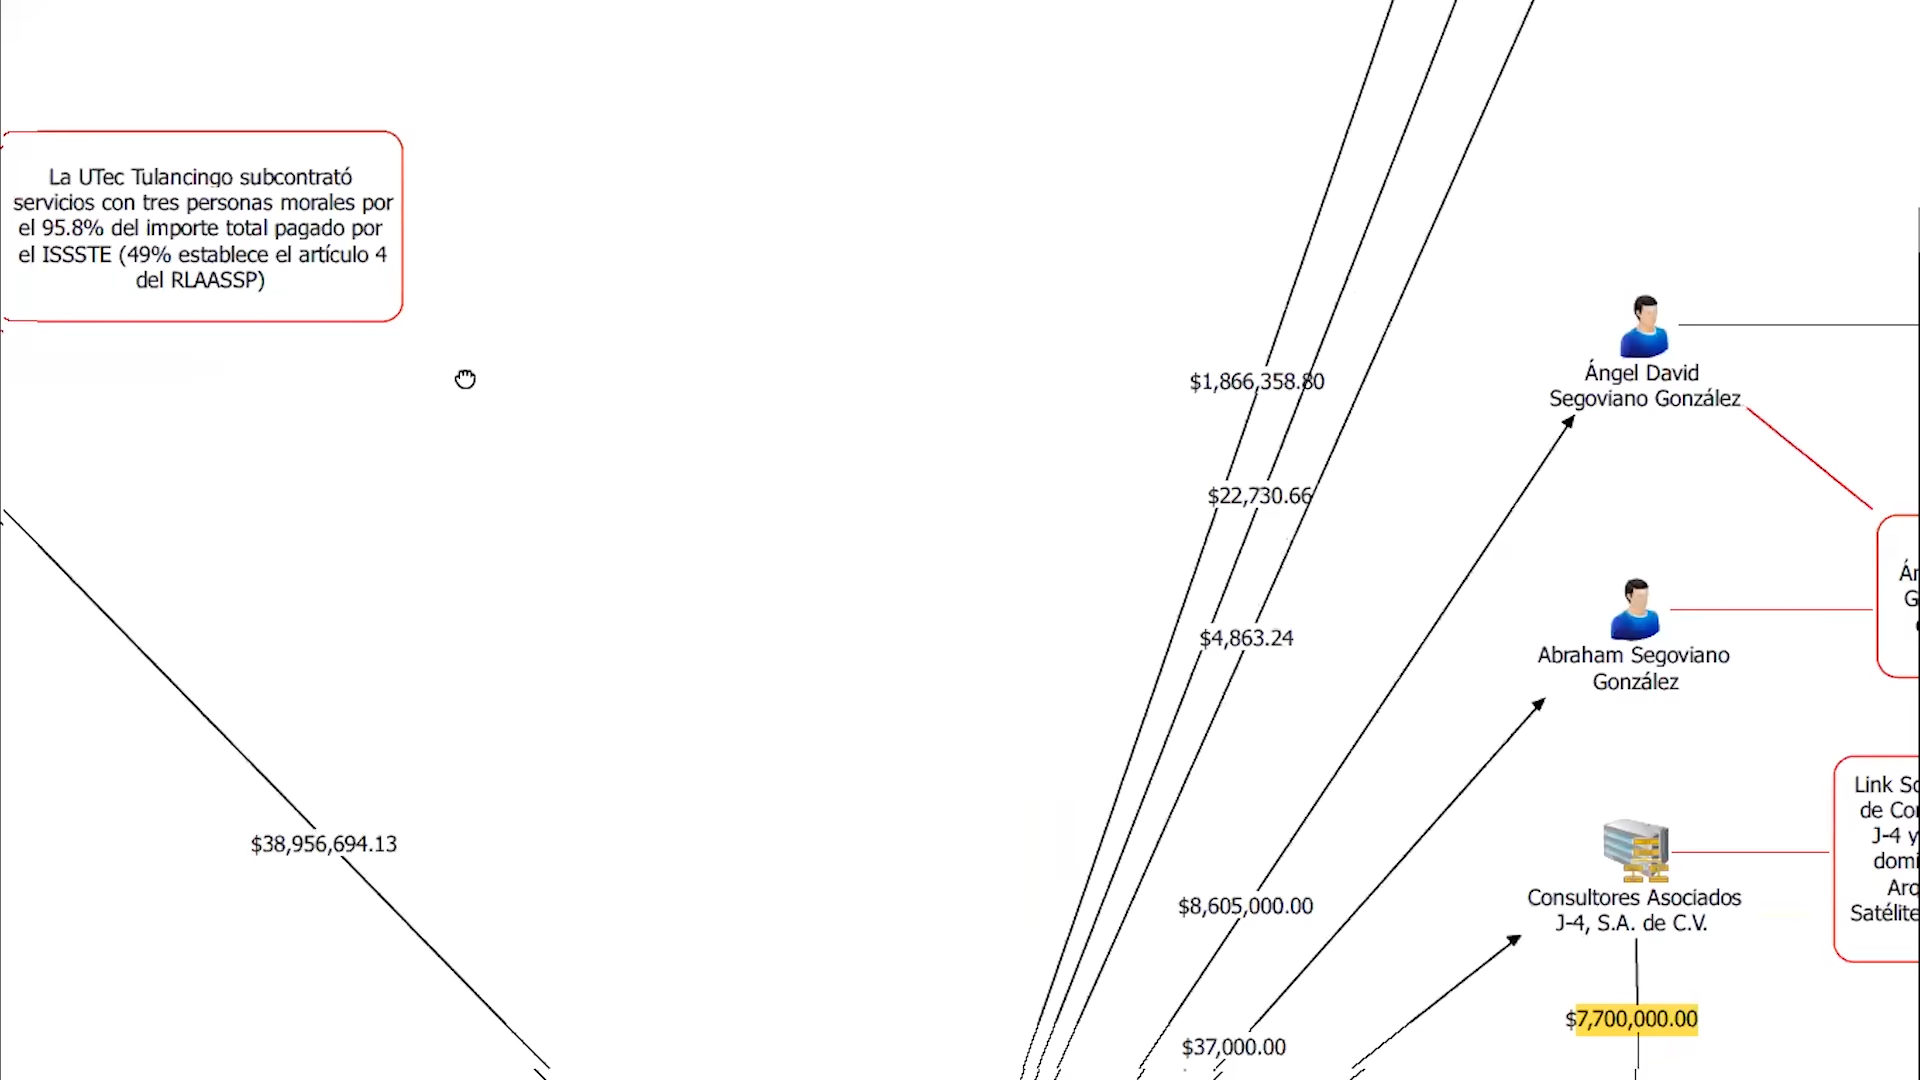 La UTec Tulancingo subcontrató
servicios con tres personas morales por
el 95.8% del importe total pagado por
el ISSSTE (49% establece el artículo 4
del RLAASSP)
$1,866,358.80
Ángel David
Segoviano González
$22,730.66
$4,863.24
Abraham Segoviano
González
Link
J-4 y
Satélite
$38,956,694.13
$8,605,000.00
Consultores Asociados
J-4, S.A. de C.V.
$7,700,000.00
$37,000.00